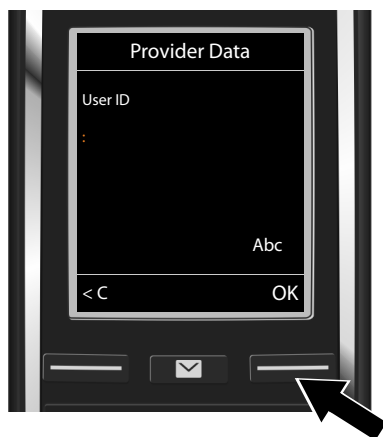 Provider Data
User ID
:
Abc
< C OK